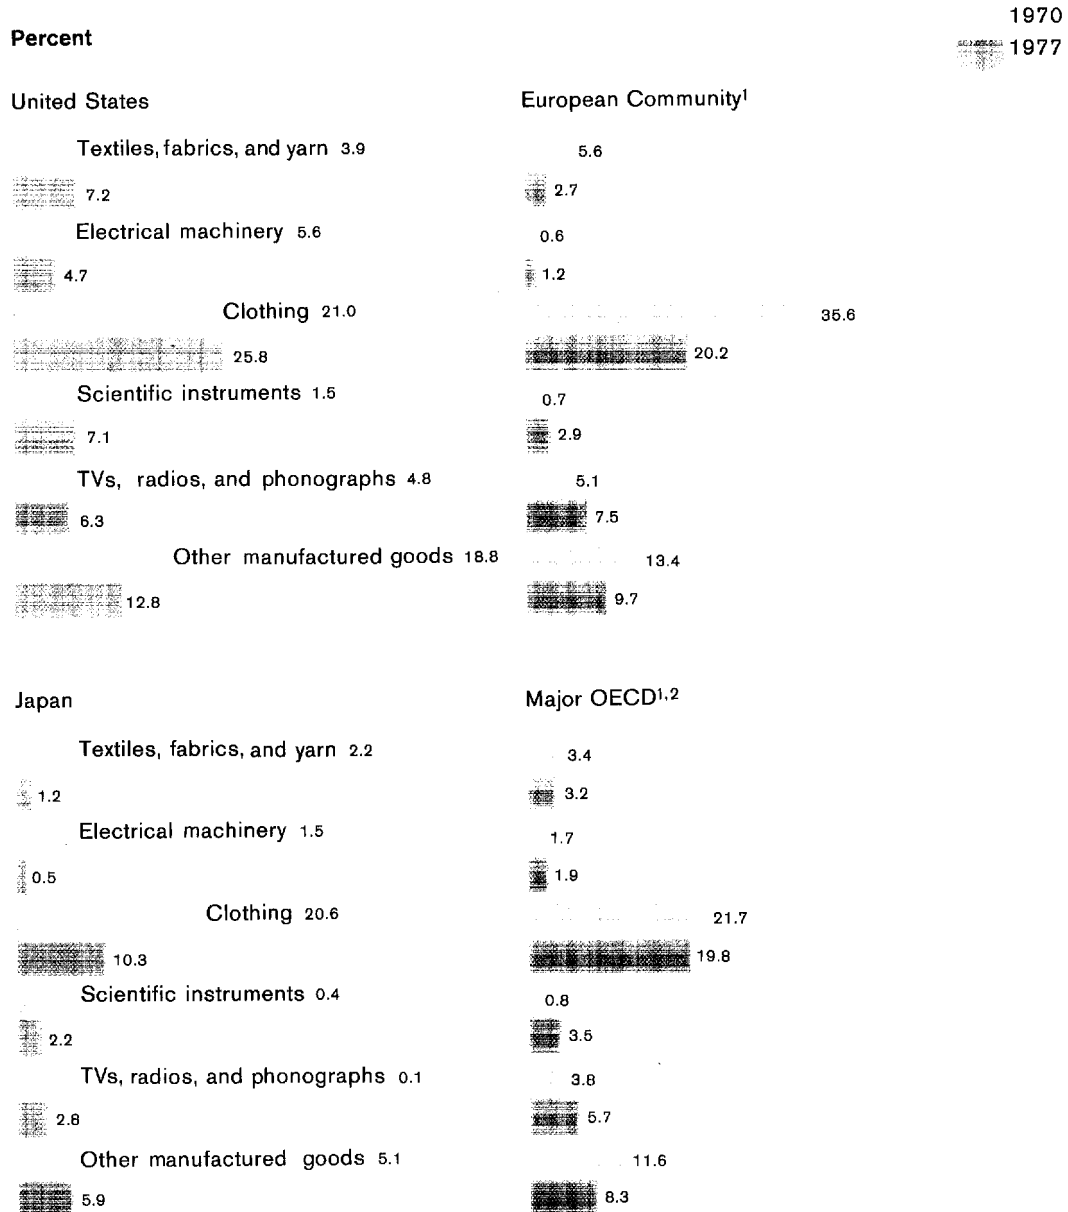 1970
Percent
1977
United States
Textiles, fabrics, and yarn 3.9
7.2
Electrical machinery 5.6
4.7
Clothing 21.0
25.8
Scientific instruments 1.5
7.1
TVs, radios, and phonographs 4.8
6.3
Other manufactured goods 18.8
12.8
European Community1
5.6
2.7
0.6
1.2
35.6
20.2
0.7
2.9
5.1
7.5
13.4
9.7
Japan
Textiles, fabrics, and yarn 2.2
1.2
Electrical machinery 1.5
0.5
Clothing 20.6
10.3
Scientific instruments 0.4
2.2
TVs, radios, and phonographs 0.1
2.8
Other manufactured goods 5.1
5.9
Major OECD1,2
3.4
3.2
1.7
1.9
21.7
19.8
0.8
3.5
3.8
5.7
11.6
8.3